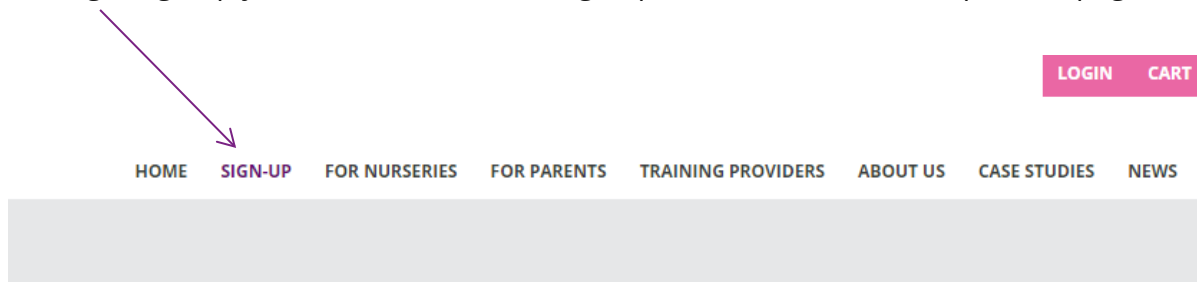 LOGIN CART
HOME SIGN-UP FOR NURSERIES FOR PARENTS TRAINING PROVIDERS ABOUT US CASE STUDIES NEWS